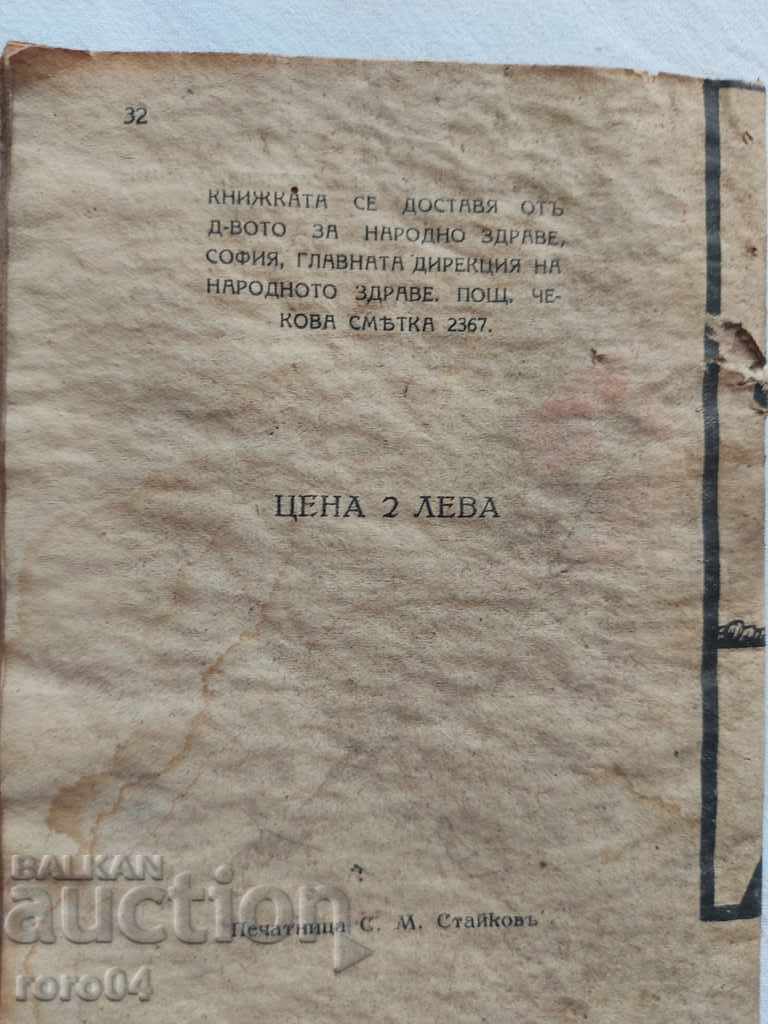 32
КНИЖКАТА СЕ ДОСТАВЯ ОТЪ
Д-ВОТО ЗА НАРОДНО ЗДРАВЕ,
СОФИЯ, ГЛАВНАТА ДИРЕКЦИЯ НА
НАРОДНОТО ЗДРАВЕ. ПОЩ. ЧЕ-
КОВА СМѢТКА 2367.
ЦЕНА 2 ЛЕВА
Печатница С. М. Стайковъ
BALKAN
auction
roro04